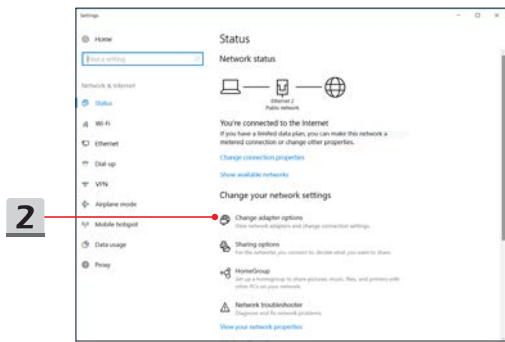 Settings
Home
Find a setting
Network & Internet
Status
Wi-Fi
Ethernet
Dial-up
VPN
Airplane mode
Mobile hotspot
Data usage
Proxy
Status
Network status
Ethernet 2
Public network
You're connected to the Internet
If you have a limited data plan, you can make this network a
metered connection or change other properties.
Change connection properties
Show available networks
Change your network settings
2
Change adapter options
View network adapters and change connection settings.
Sharing options
For the networks you connect to, decide what you want to share.
HomeGroup
Set up a homegroup to share pictures, music, files, and printers with
other PCs on your network.
Network troubleshooter
Diagnose and fix network problems.
View your network properties